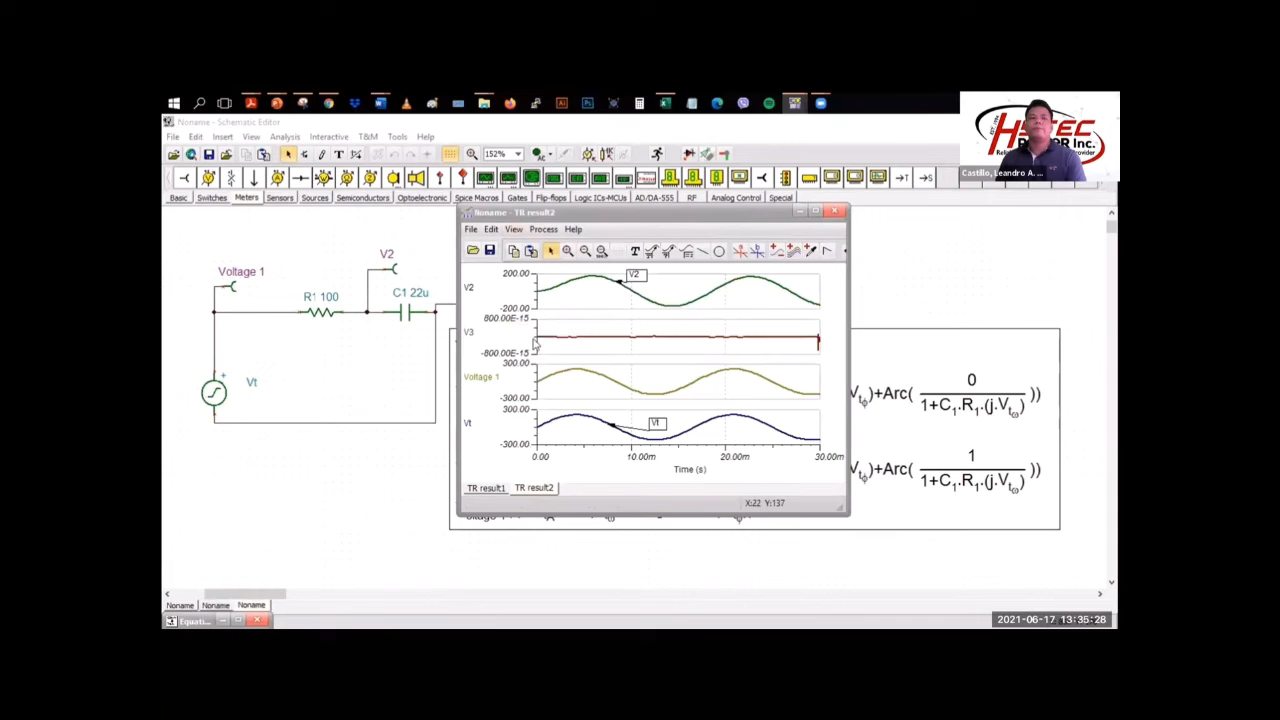 Noname - Schematic Editor
File Edit Insert View Analysis Interactive T&M Tools Help
152%
Basic Switches Meters Sensors Sources Semiconductors Optoelectronic Spice Macros Gates Flip-flops Logic ICs-MCUs AD/DA-555 RF Analog Control Special
Castillo, Leandro A. ...
Noname - TR result2
File Edit View Process Help
Voltage 1
V2
R1 100
C1 22u
Vt
V2
200.00
-200.00
V2
V3
800.00E-15
-800.00E-15
Voltage 1
300.00
-300.00
Vt
300.00
-300.00
Vt
0.00 10.00m 20.00m 30.00m
Time (s)
TR result1 TR result2
X:22 Y:137
Vtφ)+Arc( 0 / 1+C1.R1.(j.Vtω) ))
Vtφ)+Arc( 1 / 1+C1.R1.(j.Vtω) ))
Noname Noname Noname
Equati...
2021-06-17 13:35:28